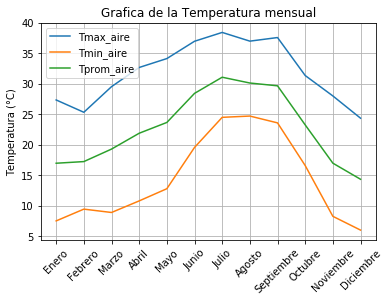 Grafica de la Temperatura mensual
Tmax_aire
Tmin_aire
Tprom_aire
Temperatura (°C)
40
35
30
25
20
15
10
5
Enero
Febrero
Marzo
Abril
Mayo
Junio
Julio
Agosto
Septiembre
Octubre
Noviembre
Diciembre